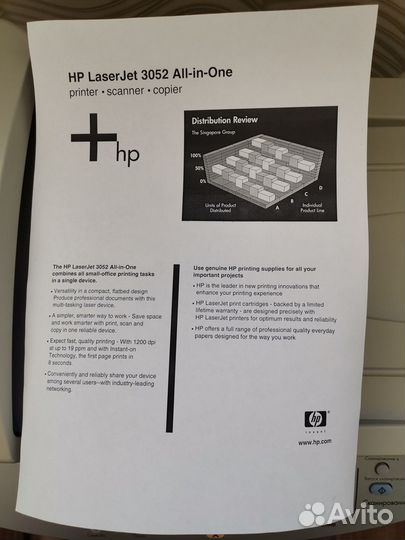 HP LaserJet 3052 All-in-One
printer • scanner • copier
hp
Distribution Review
The Singapore Group
100%
50%
0%
D
C
B
A
Units of Product
Distributed
Individual
Product Line
The HP LaserJet 3052 All-in-One
combines all small-office printing tasks
in a single device.
• Versatility in a compact, flatbed design
Produce professional documents with this
multi-tasking laser device.
• A simpler, smarter way to work - Save space
and work smarter with print, scan and
copy in one reliable device.
• Expect fast, quality printing - With 1200 dpi
at up to 19 ppm and with Instant-on
Technology, the first page prints in
8 seconds.
• Conveniently and reliably share your device
among several users--with industry-leading
networking.
Use genuine HP printing supplies for all your
important projects
• HP is the leader in new printing innovations that
enhance your printing experience
• HP LaserJet print cartridges - backed by a limited
lifetime warranty - are designed precisely with
HP LaserJet printers for optimum results and reliability
• HP offers a full range of professional quality everyday
papers designed for the way you work
hp
invent
www.hp.com
Avito